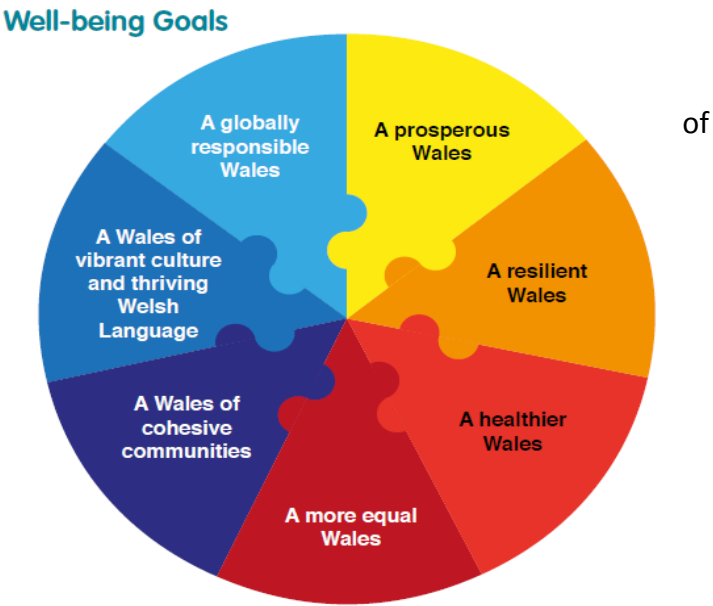 Well-being Goals
of
A globally
responsible
Wales
A prosperous
Wales
A resilient
Wales
A healthier
Wales
A more equal
Wales
A Wales of
cohesive
communities
A Wales of
vibrant culture
and thriving
Welsh
Language